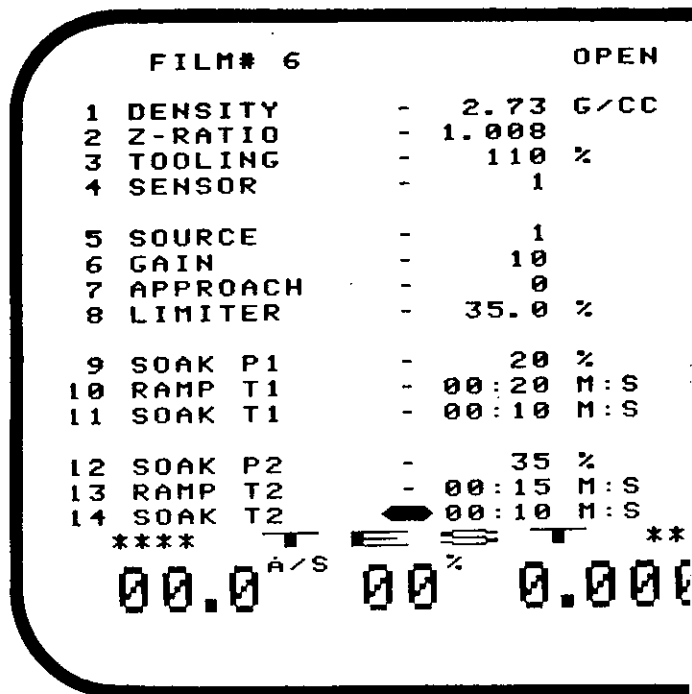 FILM# 6 OPEN
1 DENSITY - 2.73 G/CC
2 Z-RATIO - 1.008
3 TOOLING - 110 %
4 SENSOR - 1
5 SOURCE - 1
6 GAIN - 10
7 APPROACH - 0
8 LIMITER - 35.0 %
9 SOAK P1 - 20 %
10 RAMP T1 - 00:20 M:S
11 SOAK T1 - 00:10 M:S
12 SOAK P2 - 35 %
13 RAMP T2 - 00:15 M:S
14 SOAK T2 00:10 M:S
**** **
00.0 Å/S 00 % 0.000